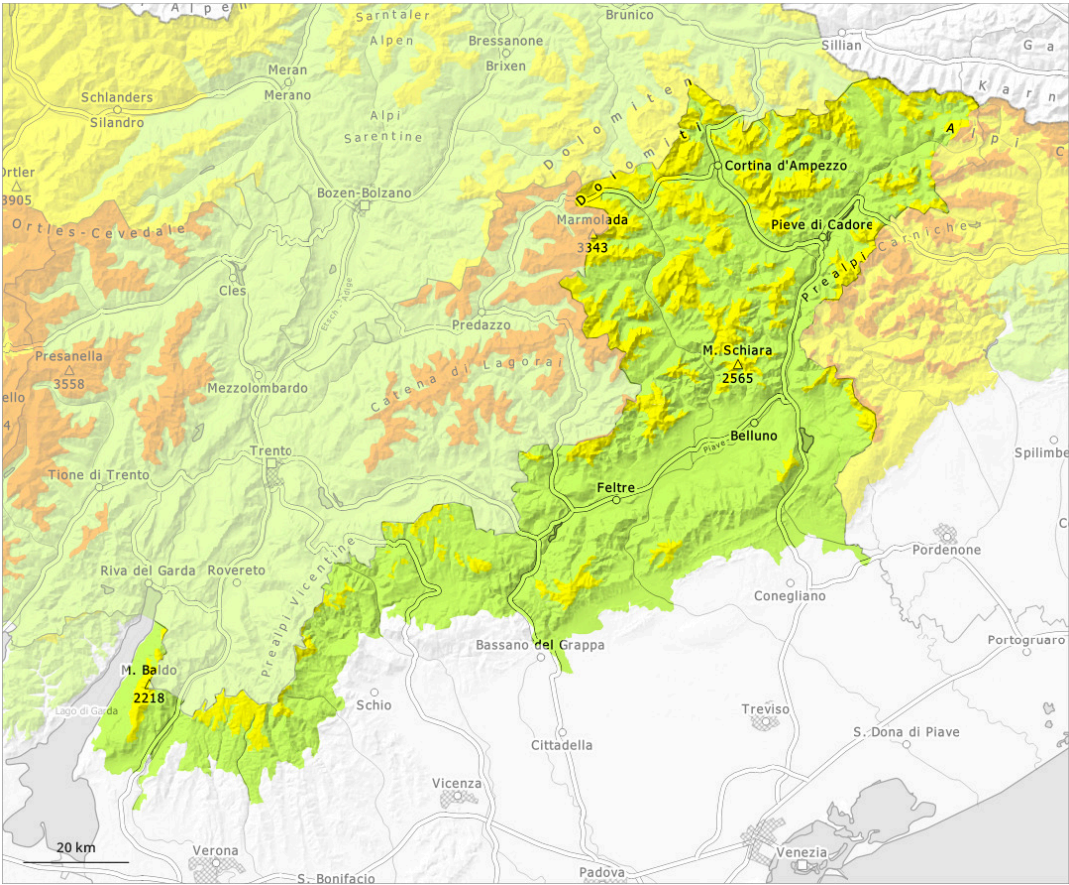 Alpen
Sarntaler
Alpen
Brunico
Bressanone
Brixen
Sillian
Ga
Karn
Meran
Merano
Schlanders
Silandro
Alpi
Sarentine
Dolomiten
Dolomiti
Alpi C
Cortina d'Ampezzo
Ortler
3905
Bozen-Bolzano
Ortles-Cevedale
Marmolada
3343
Pieve di Cadore
Prealpi Carniche
Cles
Etsch - Adige
Predazzo
Presanella
3558
ello
4
Mezzolombardo
Catena di Lagorai
M. Schiara
2565
Belluno
Piave
Trento
Tione di Trento
Feltre
Spilimbe
C
Pordenone
Riva del Garda
Rovereto
Prealpi Vicentine
Conegliano
Bassano del Grappa
Portogruaro
M. Baldo
2218
Lago di Garda
Schio
Treviso
S. Dona di Piave
Cittadella
Vicenza
20 km
Verona
S. Bonifacio
Padova
Venezia